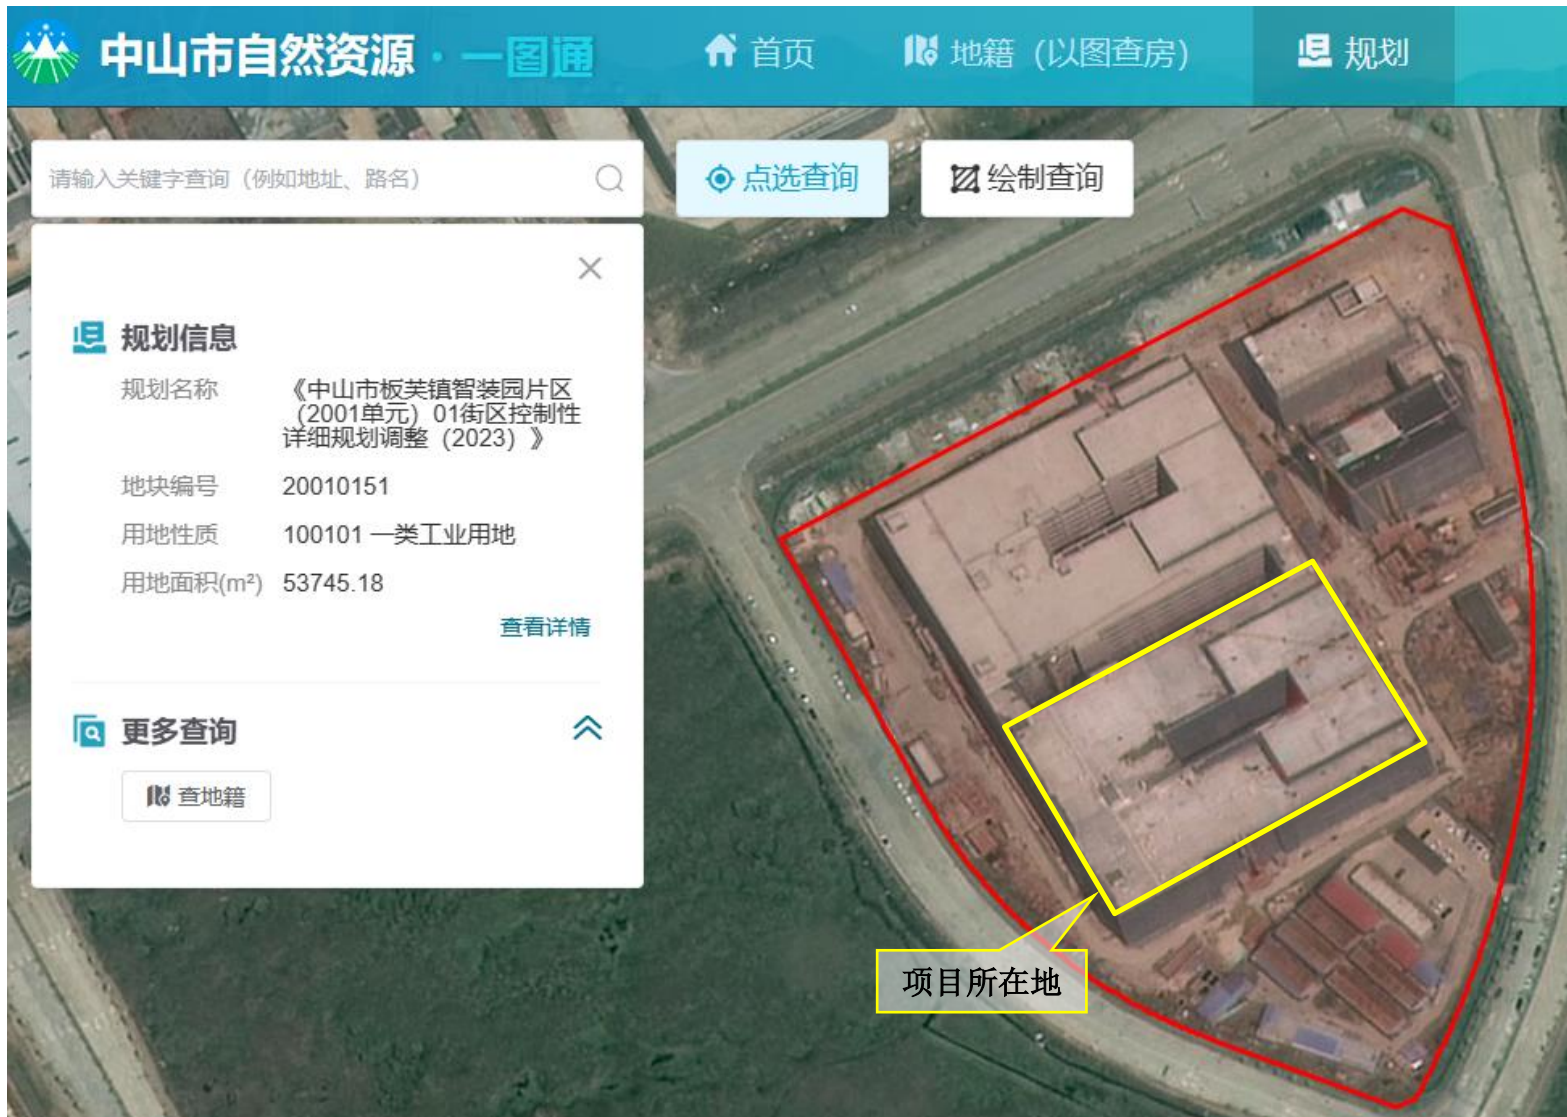 中山市自然资源·一图通
首页
地籍（以图查房）
规划
请输入关键字查询（例如地址、路名）
点选查询
绘制查询
规划信息
规划名称
《中山市板芙镇智装园片区
（2001单元）01街区控制性
详细规划调整（2023）》
地块编号 20010151
用地性质 100101 一类工业用地
用地面积(m²) 53745.18
查看详情
更多查询
查地籍
项目所在地